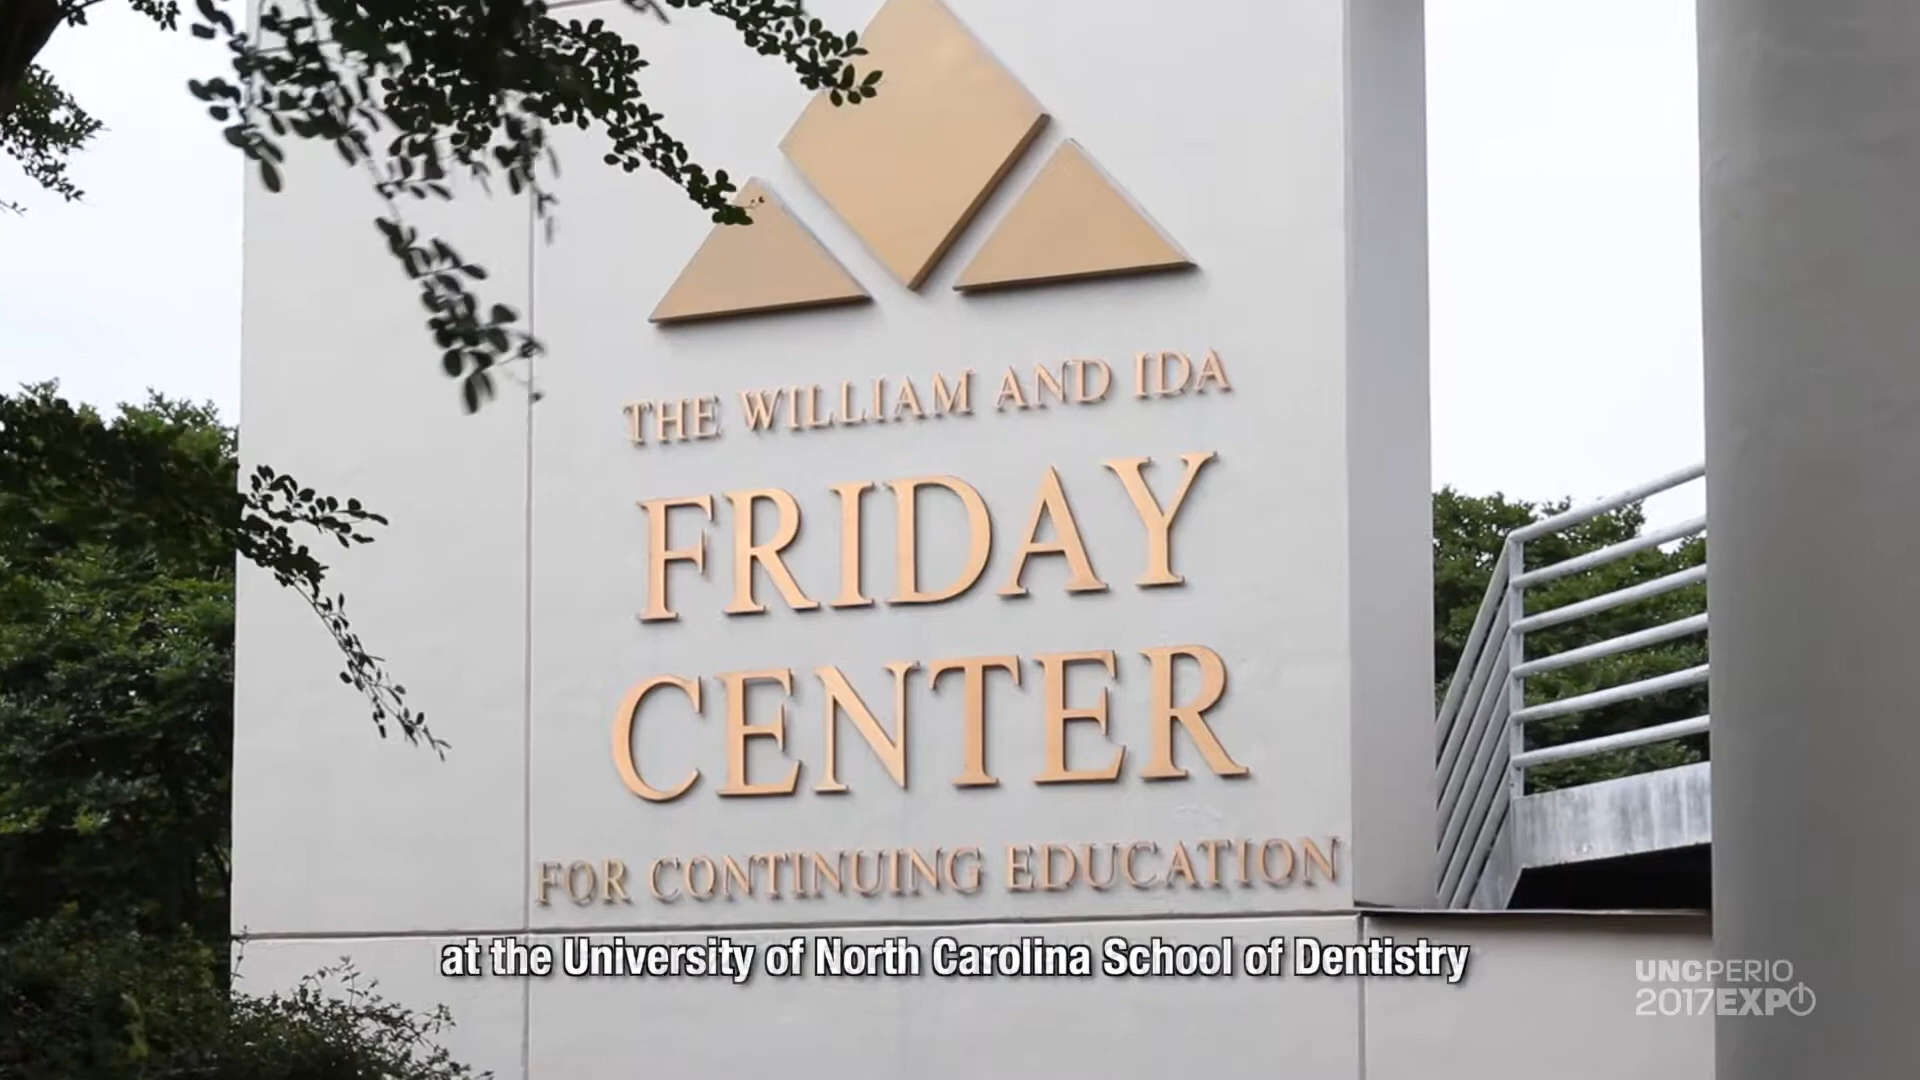 THE WILLIAM AND IDA
FRIDAY
CENTER
FOR CONTINUING EDUCATION
at the University of North Carolina School of Dentistry
UNCPERIO
2017EXPO